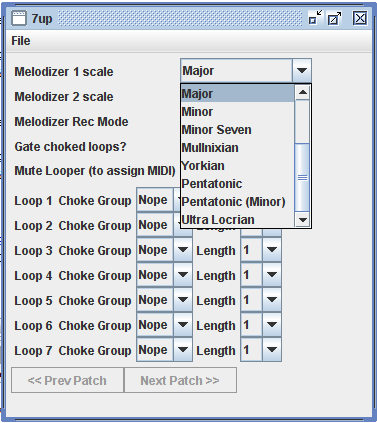 7up
File
Melodizer 1 scale Major
Melodizer 2 scale Major
Melodizer Rec Mode Minor
Gate choked loops? Minor Seven
Mullnixian
Mute Looper (to assign MIDI) Yorkian
Pentatonic
Loop 1 Choke Group Nope Pentatonic (Minor)
Loop 2 Choke Group Nope Ultra Locrian
Loop 3 Choke Group Nope Length 1
Loop 4 Choke Group Nope Length 1
Loop 5 Choke Group Nope Length 1
Loop 6 Choke Group Nope Length 1
Loop 7 Choke Group Nope Length 1
<< Prev Patch Next Patch >>